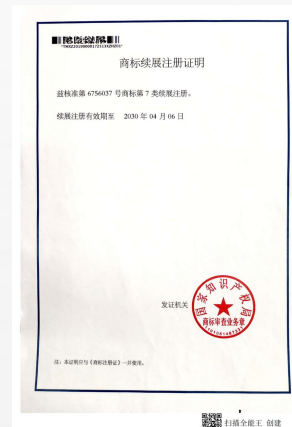 商标续展注册证明
兹核准第 6756037 号商标第 7 类续展注册。
续展注册有效期至 2030 年 04 月 06 日
发证机关
国家知识产权局
商标审查业务章
注：本证明应与《商标注册证》一并使用。
扫描全能王 创建